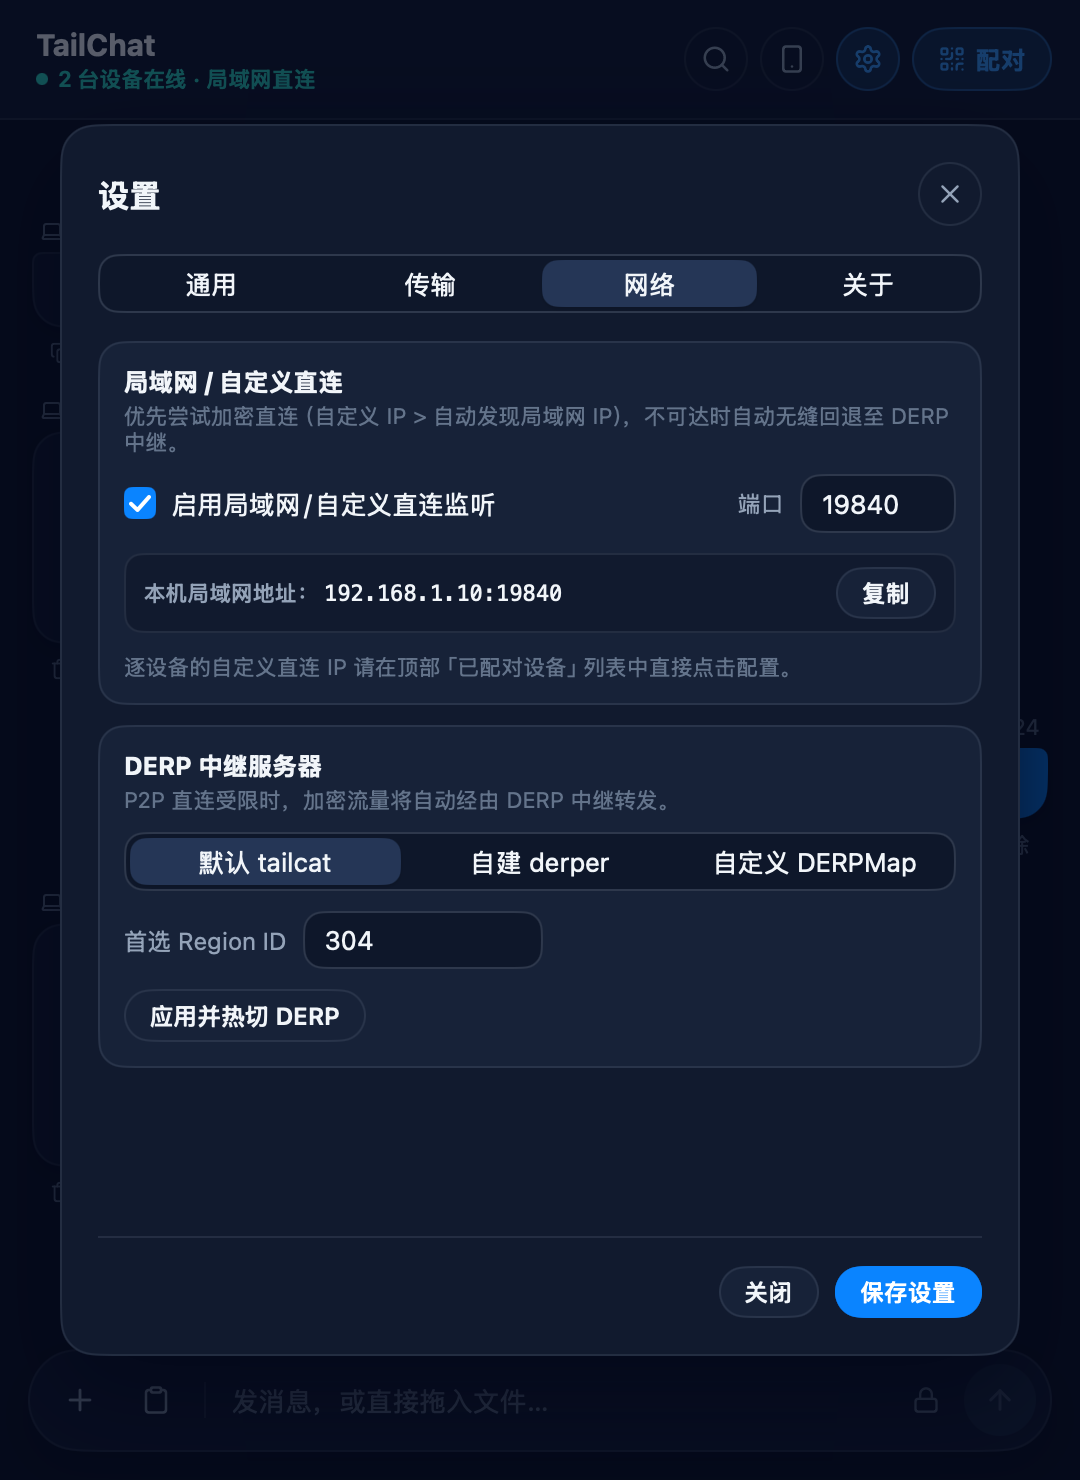 TailChat
2 台设备在线 · 局域网直连
配对
设置
通用
传输
网络
关于
局域网 / 自定义直连
优先尝试加密直连 (自定义 IP > 自动发现局域网 IP)，不可达时自动无缝回退至 DERP
中继。
启用局域网/自定义直连监听
端口
19840
本机局域网地址：
192.168.1.10:19840
复制
逐设备的自定义直连 IP 请在顶部「已配对设备」列表中直接点击配置。
24
DERP 中继服务器
P2P 直连受限时，加密流量将自动经由 DERP 中继转发。
默认 tailcat
自建 derper
自定义 DERPMap
首选 Region ID
304
应用并热切 DERP
关闭
保存设置
发消息，或直接拖入文件...